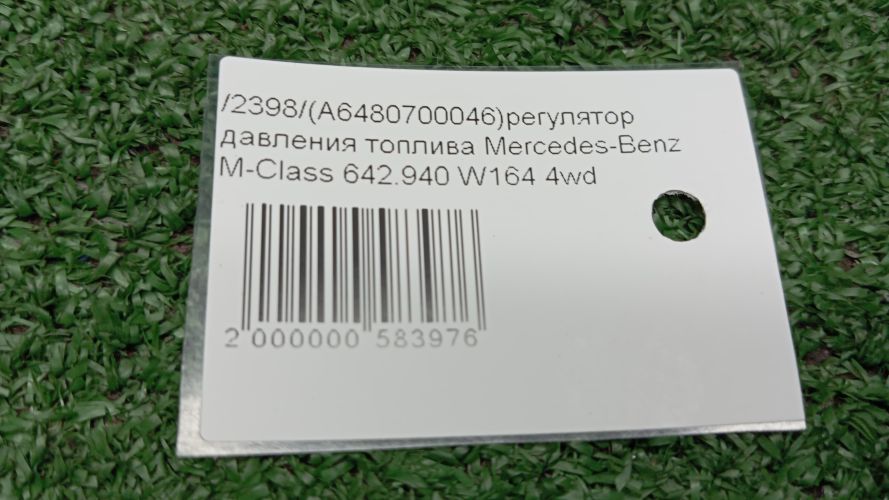 /2398/(A6480700046)регулятор
давления топлива Mercedes-Benz
M-Class 642.940 W164 4wd
2 000000 583976